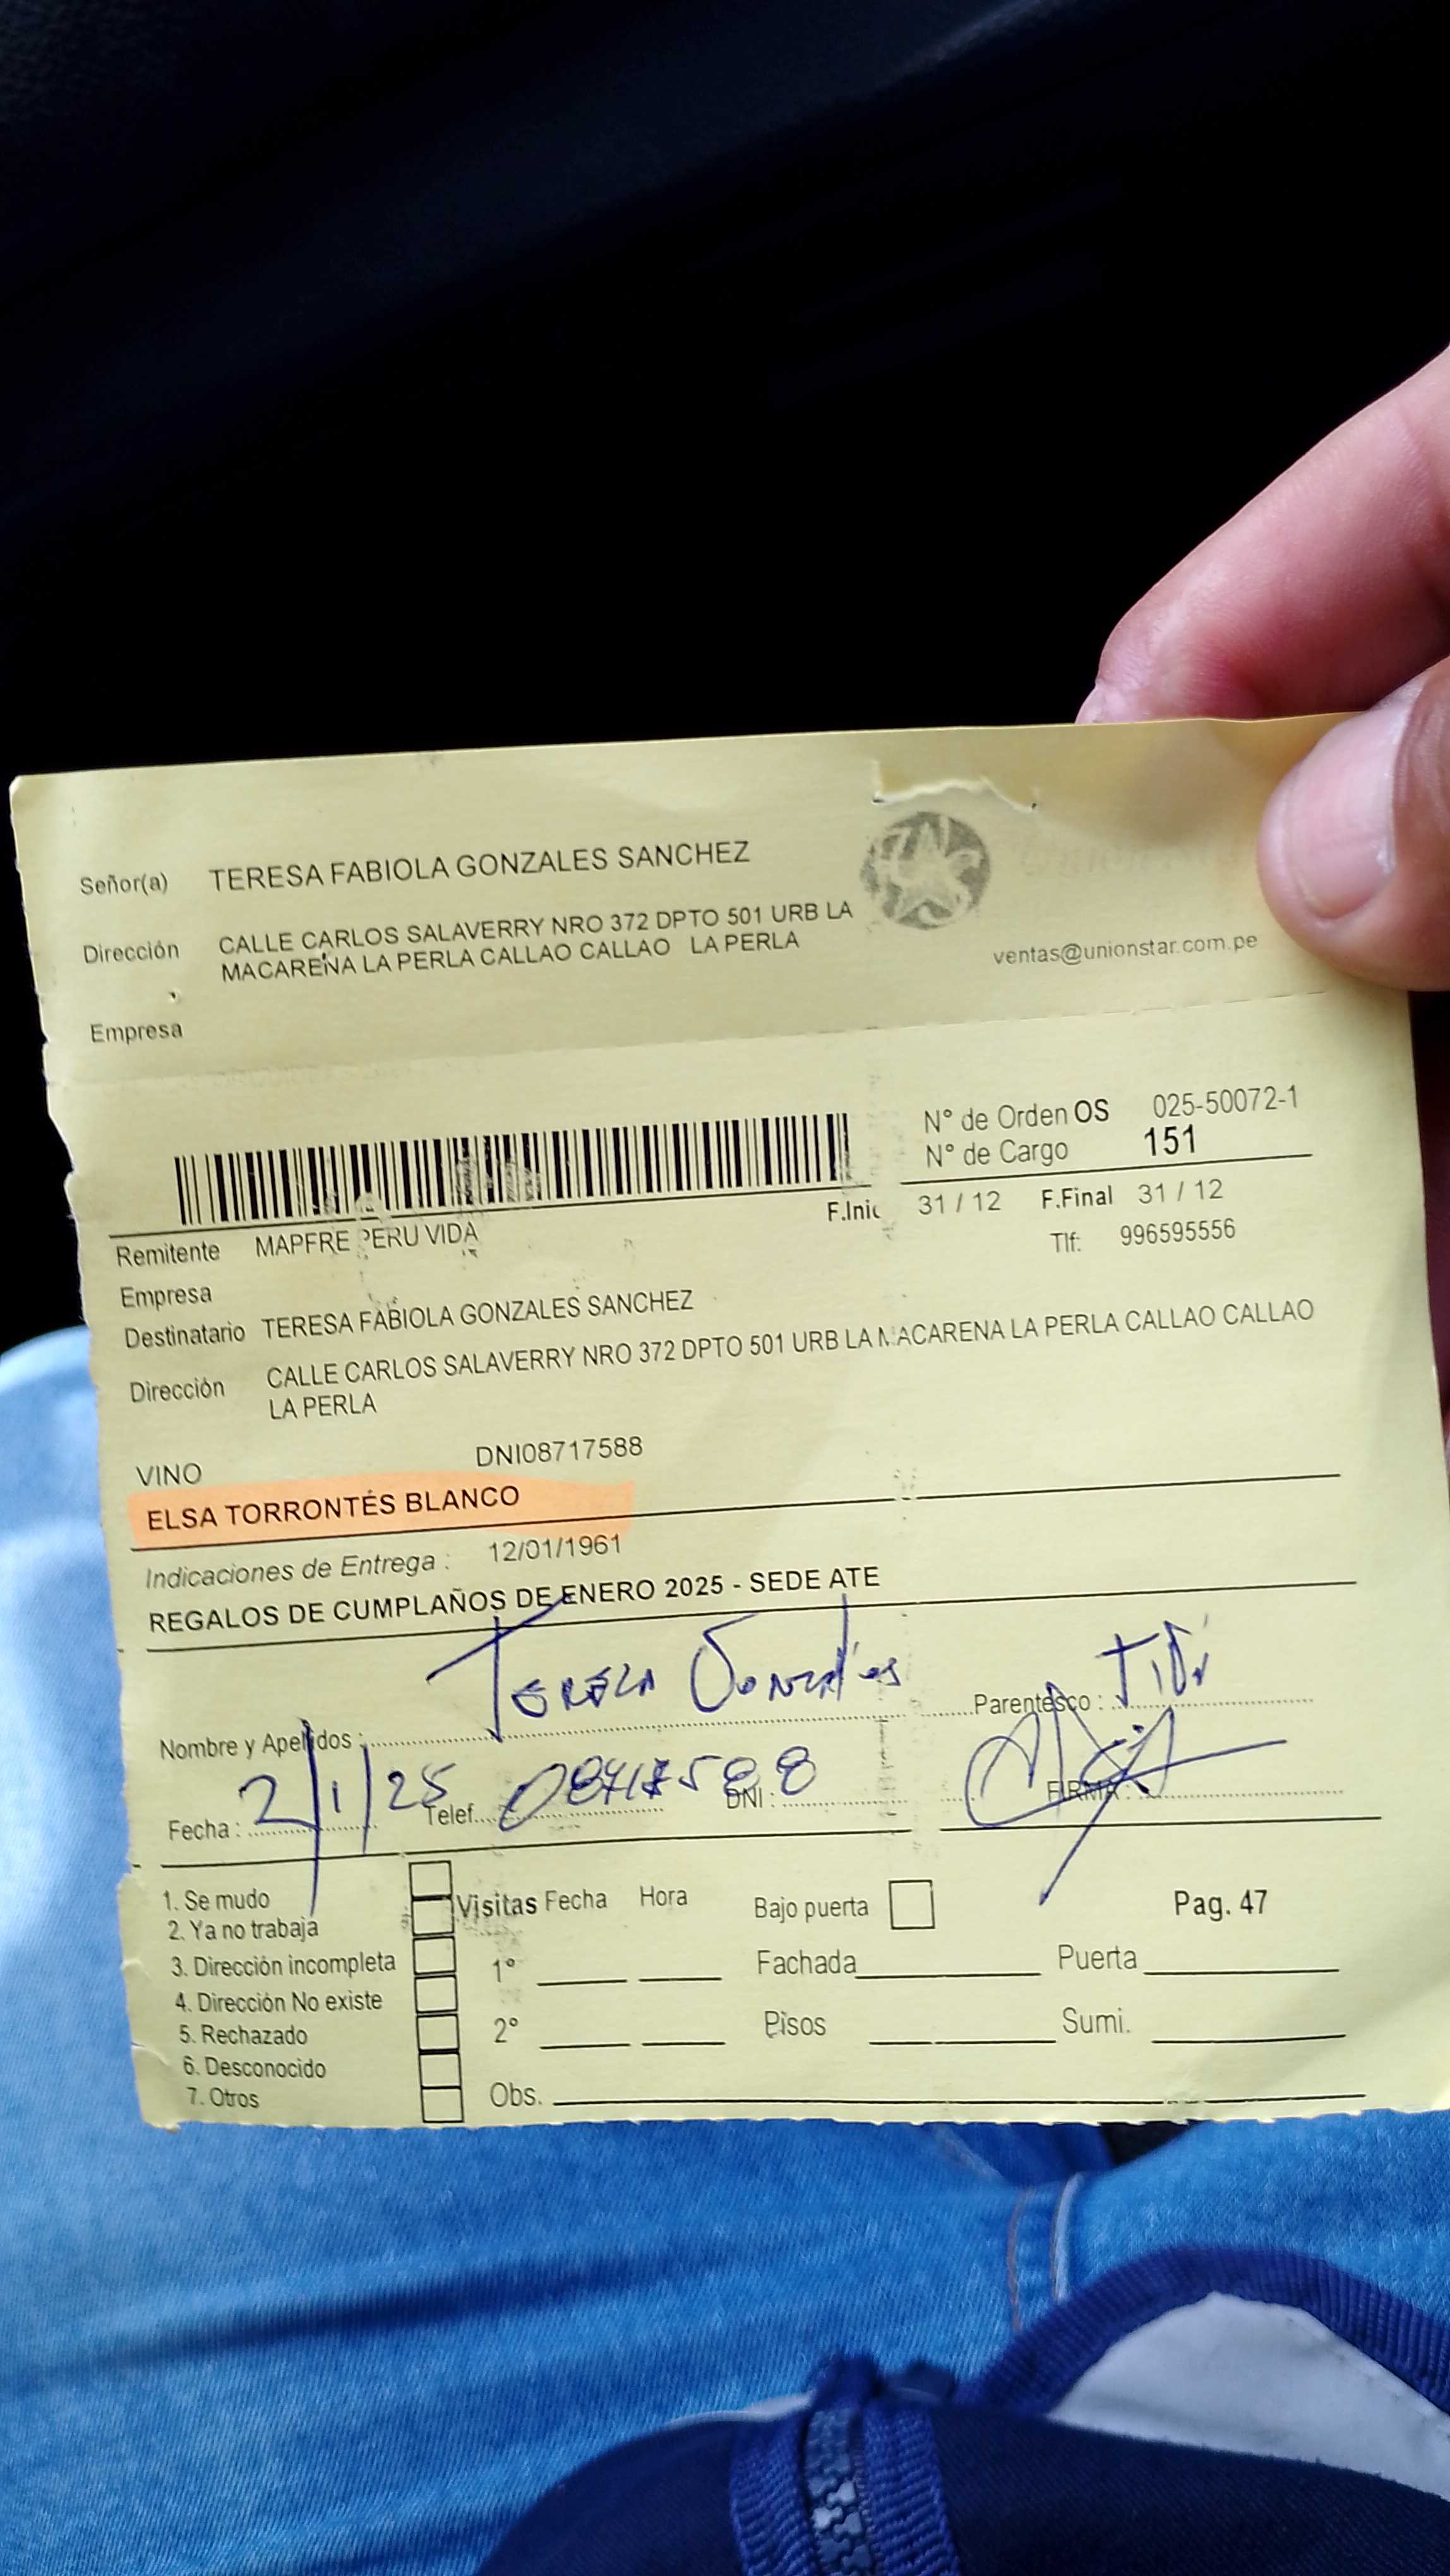 Señor(a) TERESA FABIOLA GONZALES SANCHEZ
Dirección CALLE CARLOS SALAVERRY NRO 372 DPTO 501 URB LA
MACARENA LA PERLA CALLAO CALLAO LA PERLA
ventas@unionstar.com.pe
Empresa
N° de Orden OS 025-50072-1
N° de Cargo 151
F.Inic 31 / 12 F.Final 31 / 12
Remitente MAPFRE PERU VIDA
Tlf: 996595556
Empresa
Destinatario TERESA FABIOLA GONZALES SANCHEZ
Dirección CALLE CARLOS SALAVERRY NRO 372 DPTO 501 URB LA MACARENA LA PERLA CALLAO CALLAO
LA PERLA
VINO DNI08717588
ELSA TORRONTÉS BLANCO
Indicaciones de Entrega : 12/01/1961
REGALOS DE CUMPLAÑOS DE ENERO 2025 - SEDE ATE
Nombre y Apellidos : Teresa Gonzales Parentesco :
Fecha : 2/1/25 Telef. 08717588 DNI : FIRMA :
1. Se mudo
2. Ya no trabaja
3. Dirección incompleta
4. Dirección No existe
5. Rechazado
6. Desconocido
7. Otros
Visitas Fecha Hora Bajo puerta Pag. 47
1° Fachada Puerta
2° Pisos Sumi.
Obs.